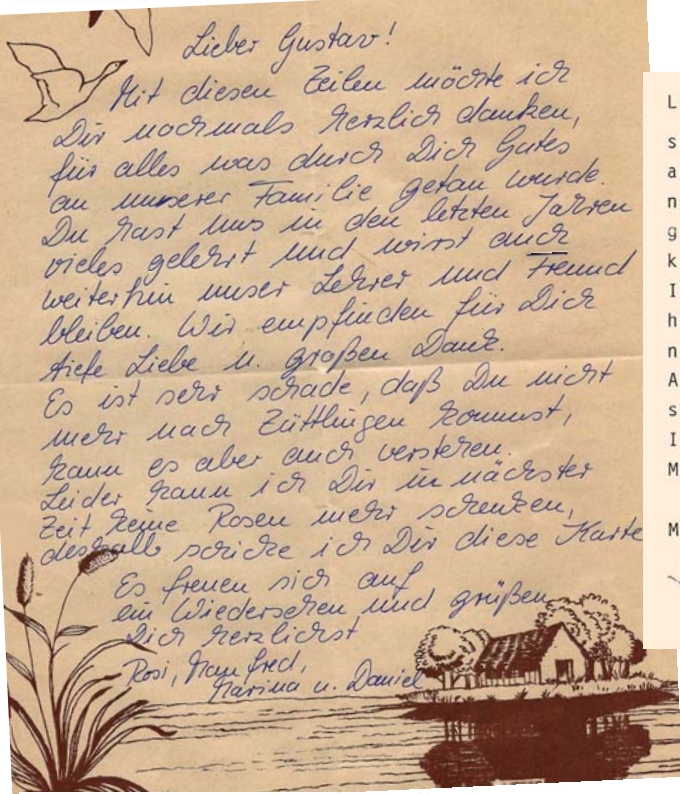 Lieber Gustav!
Mit diesen Zeilen möchte ich
Dir nochmals herzlich danken,
für alles was durch Dich Gutes
an unserer Familie getan wurde.
Du hast uns in den letzten Jahren
vieles gelehrt und wirst auch
weiterhin unser Lehrer und Freund
bleiben. Wir empfinden für Dich
tiefe Liebe u. großen Dank.
Es ist sehr schade, daß Du nicht
mehr nach Züttlingen kommst,
kann es aber auch verstehen.
Leider kann ich Dir in nächster
Zeit keine Rosen mehr schenken,
deshalb schicke ich Dir diese Karte
Es freuen sich auf
ein Wiedersehen und grüßen
Dich herzlichst
Rosi, Manfred,
Marina u. Daniel
L
s
a
n
g
k
I
h
n
A
s
I
M
M